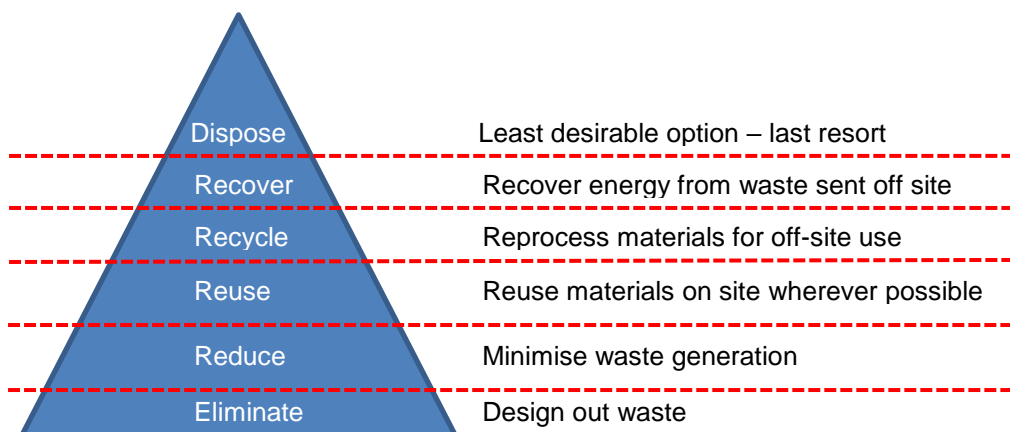 Dispose Least desirable option – last resort
Recover Recover energy from waste sent off site
Recycle Reprocess materials for off-site use
Reuse Reuse materials on site wherever possible
Reduce Minimise waste generation
Eliminate Design out waste